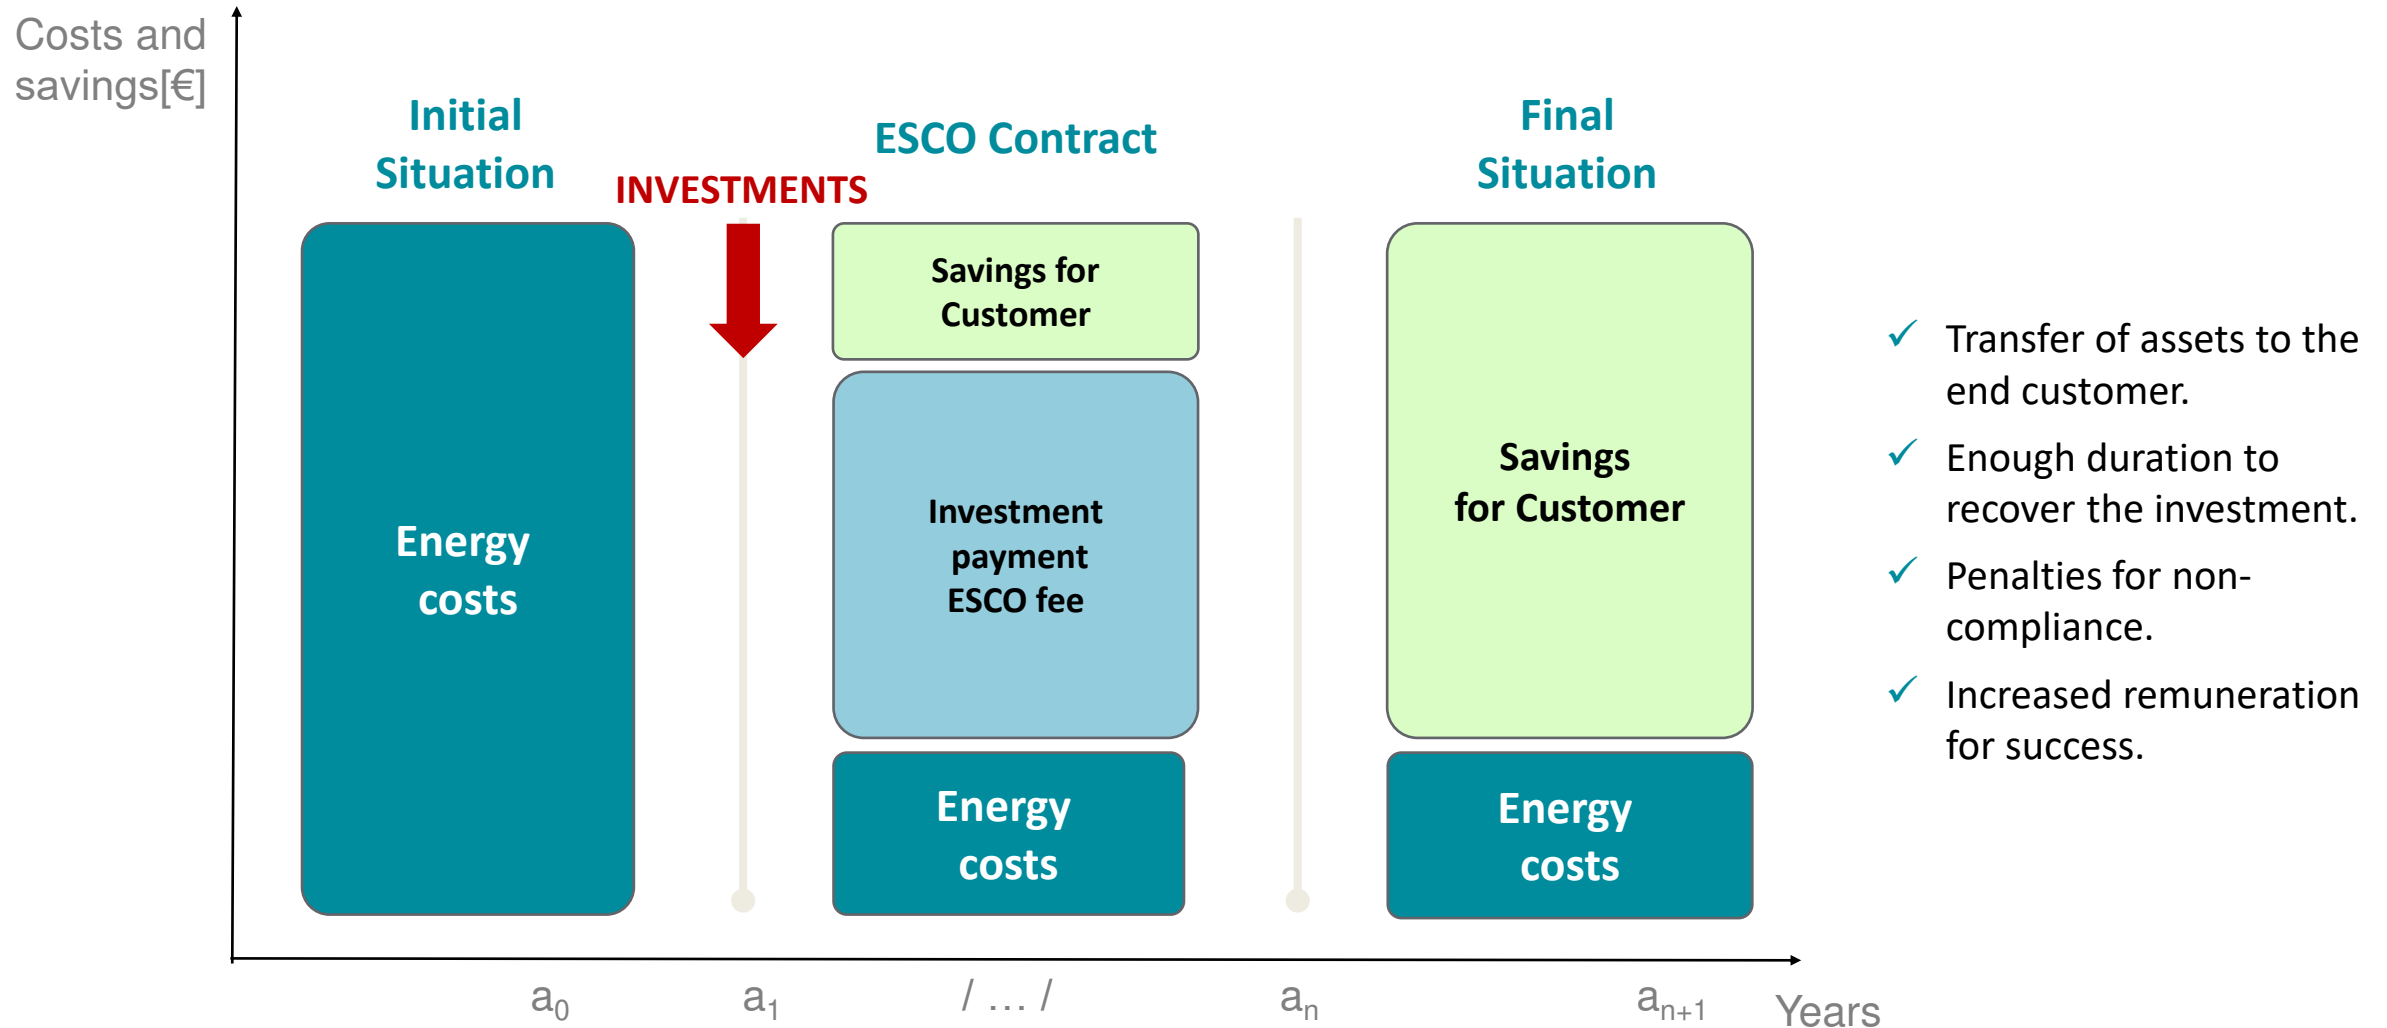 Costs and
savings[€]
Initial
Situation
INVESTMENTS
ESCO Contract
Final
Situation
Energy
costs
Savings for
Customer
Investment
payment
ESCO fee
Energy
costs
Savings
for Customer
Energy
costs
✓ Transfer of assets to the
end customer.
✓ Enough duration to
recover the investment.
✓ Penalties for non-
compliance.
✓ Increased remuneration
for success.
a₀ a₁ / ... / aₙ aₙ₊₁ Years